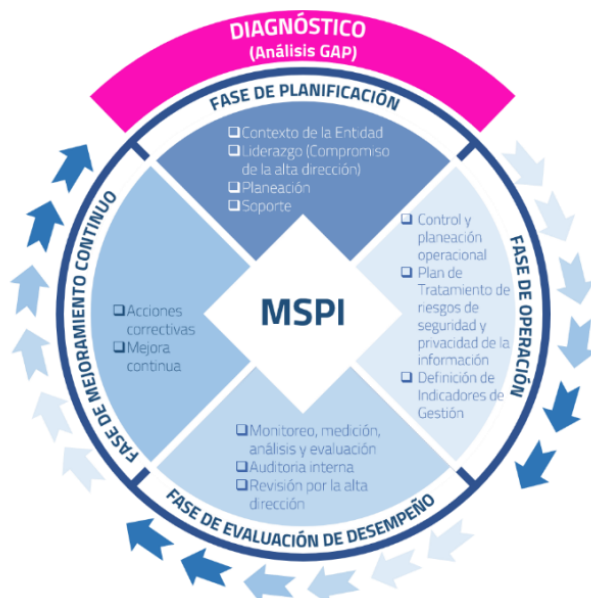 DIAGNÓSTICO
(Análisis GAP)
FASE DE PLANIFICACIÓN
❑Contexto de la Entidad
❑Liderazgo (Compromiso
de la alta dirección)
❑Planeación
❑Soporte
FASE DE OPERACIÓN
❑ Control y
planeación
operacional
❑ Plan de
Tratamiento de
riesgos de
seguridad y
privacidad de la
información
❑ Definición de
Indicadores de
Gestión
MSPI
FASE DE MEJORAMIENTO CONTINUO
❑Acciones
correctivas
❑Mejora
continua
❑Monitoreo, medición,
análisis y evaluación
❑Auditoria interna
❑Revisión por la alta
dirección
FASE DE EVALUACIÓN DE DESEMPEÑO